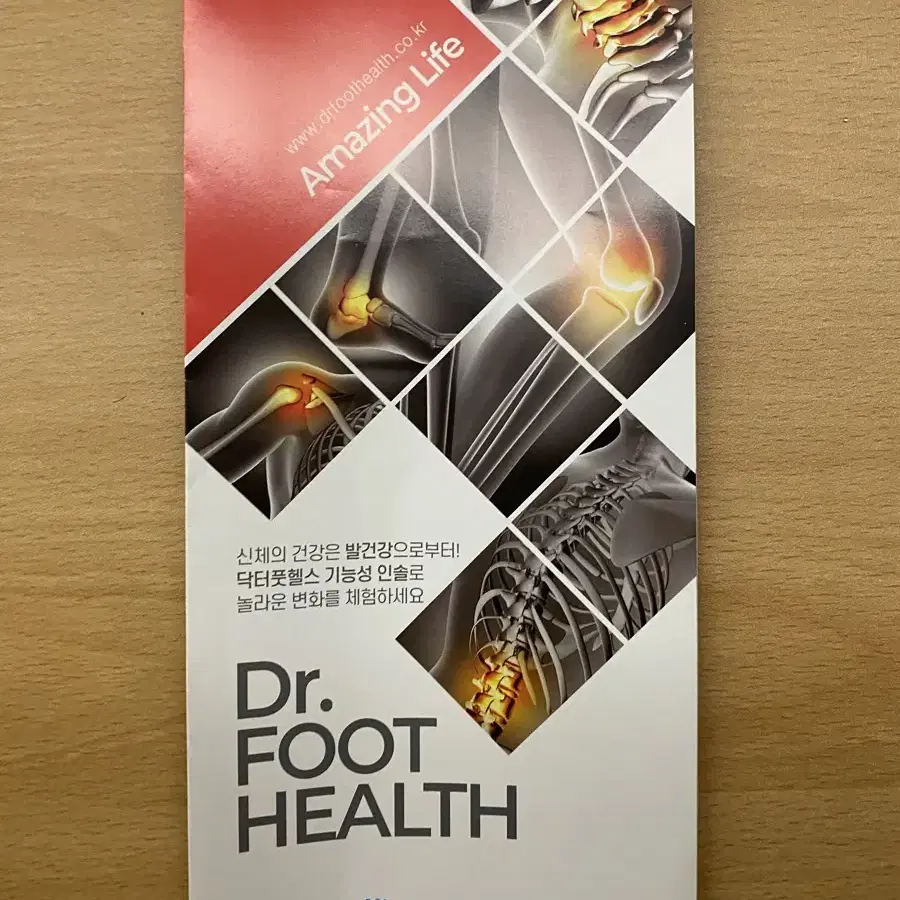 www.drfoothealth.co.kr
Amazing Life
신체의 건강은 발건강으로부터!
닥터풋헬스 기능성 인솔로
놀라운 변화를 체험하세요
Dr.
FOOT
HEALTH